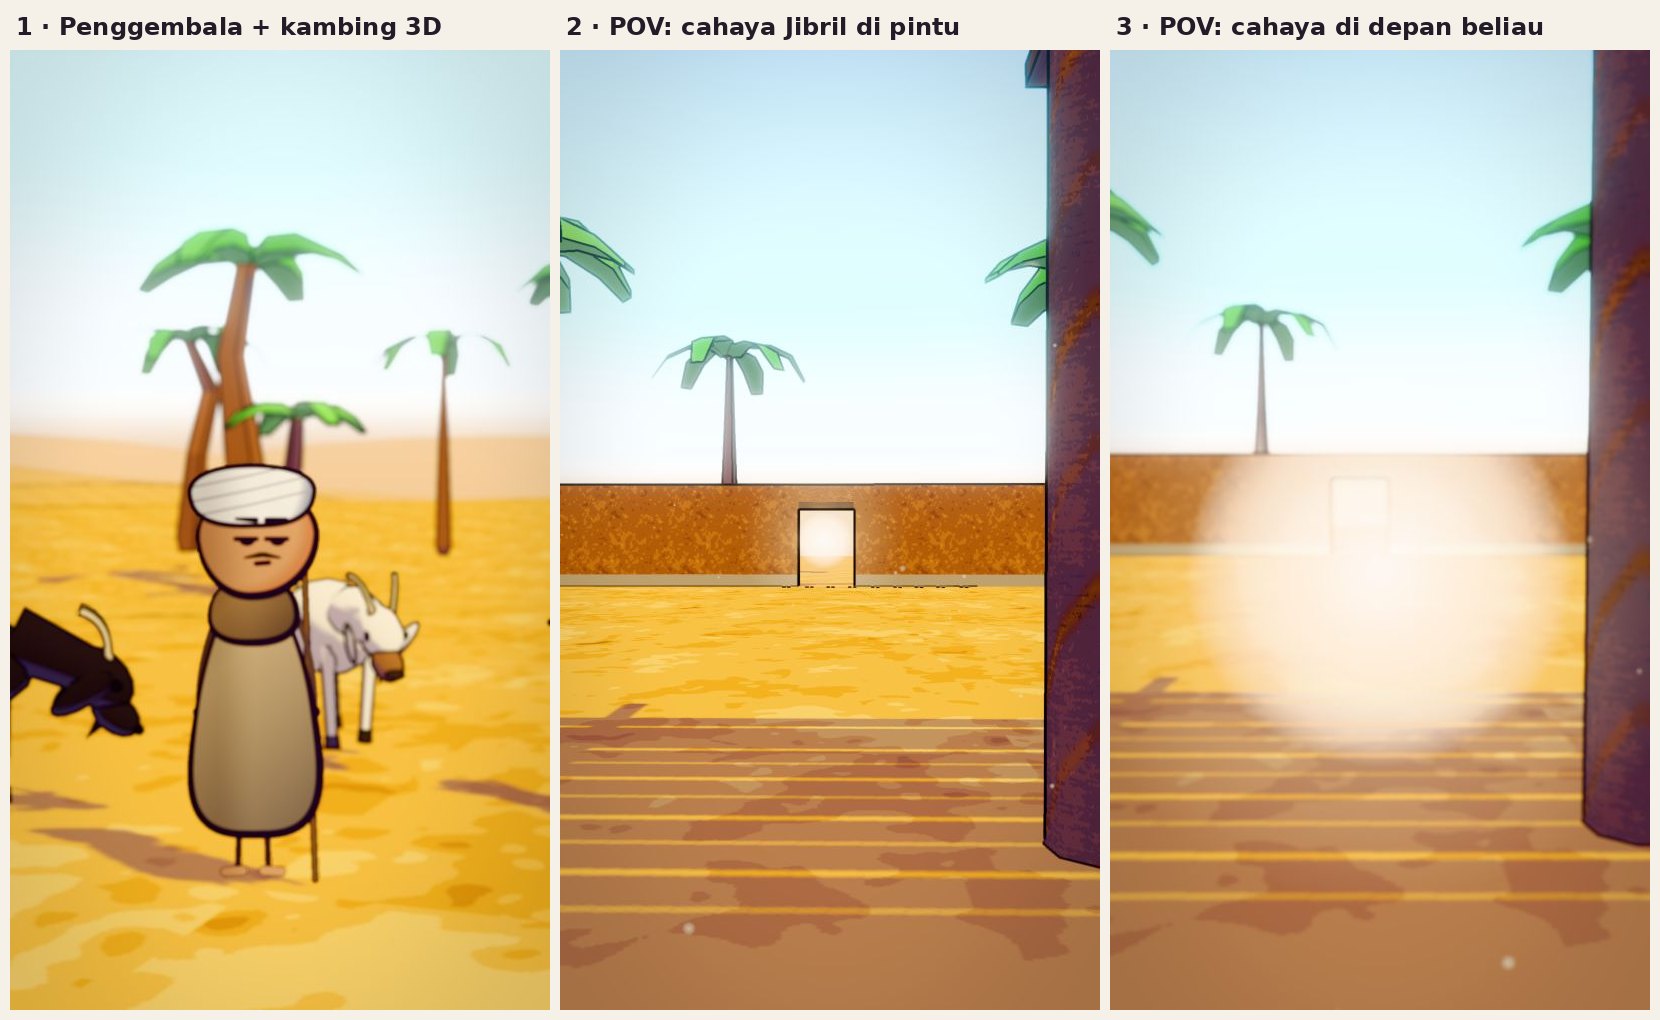 1 · Penggembala + kambing 3D
2 · POV: cahaya Jibril di pintu
3 · POV: cahaya di depan beliau